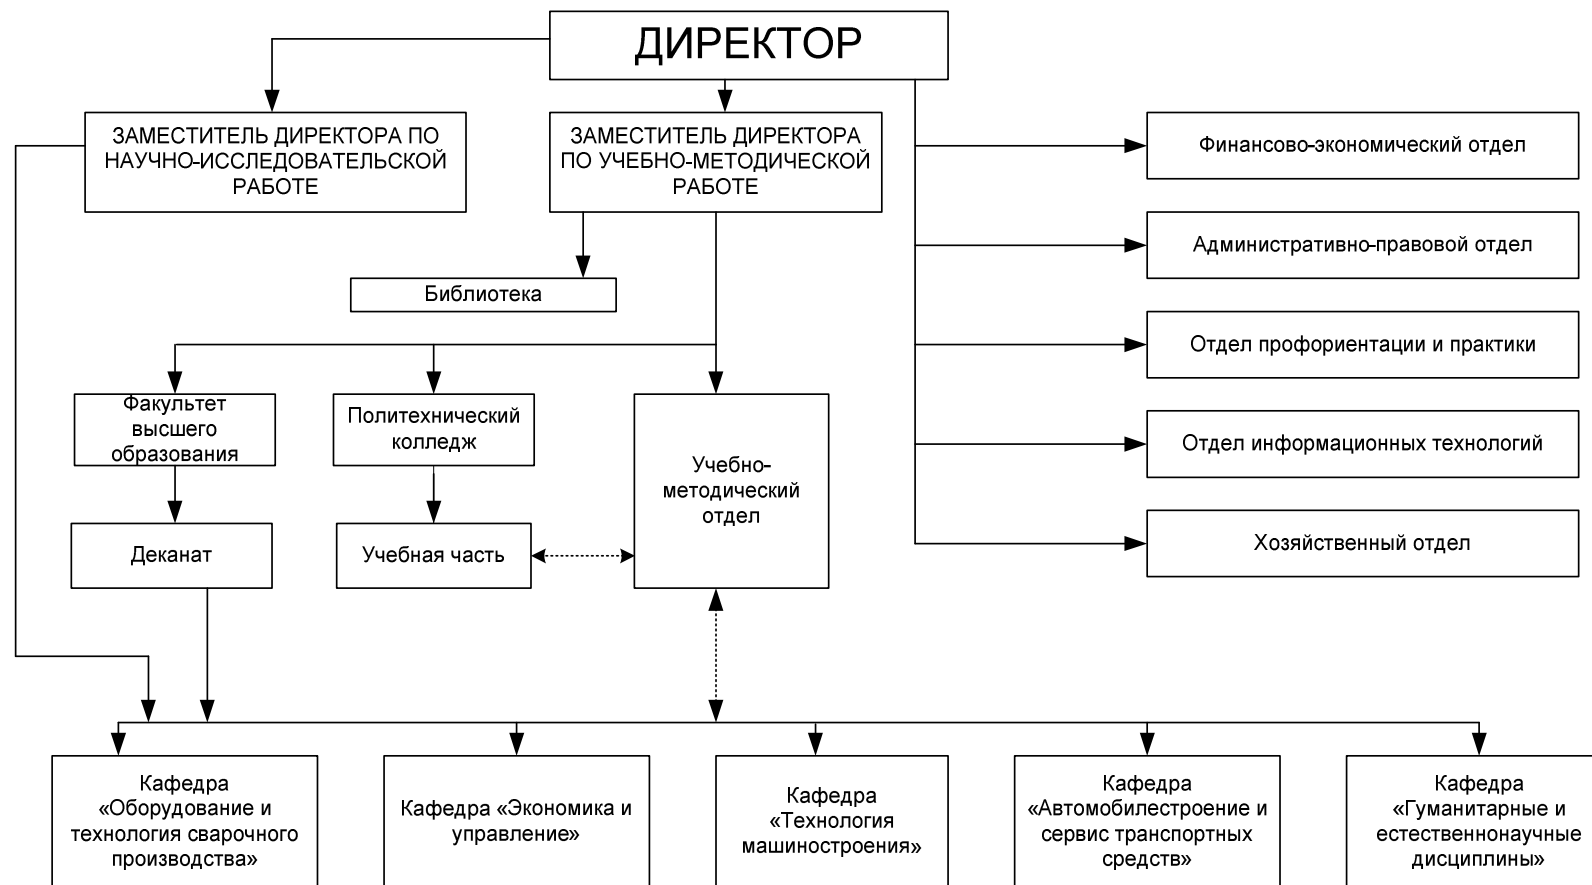 ДИРЕКТОР
ЗАМЕСТИТЕЛЬ ДИРЕКТОРА ПО
НАУЧНО-ИССЛЕДОВАТЕЛЬСКОЙ
РАБОТЕ
ЗАМЕСТИТЕЛЬ ДИРЕКТОРА
ПО УЧЕБНО-МЕТОДИЧЕСКОЙ
РАБОТЕ
Финансово-экономический отдел
Административно-правовой отдел
Библиотека
Отдел профориентации и практики
Факультет
высшего
образования
Политехнический
колледж
Учебно-
методический
отдел
Отдел информационных технологий
Деканат
Учебная часть
Хозяйственный отдел
Кафедра
«Оборудование и
технология сварочного
производства»
Кафедра «Экономика и
управление»
Кафедра
«Технология
машиностроения»
Кафедра
«Автомобилестроение и
сервис транспортных
средств»
Кафедра
«Гуманитарные и
естественнонаучные
дисциплины»